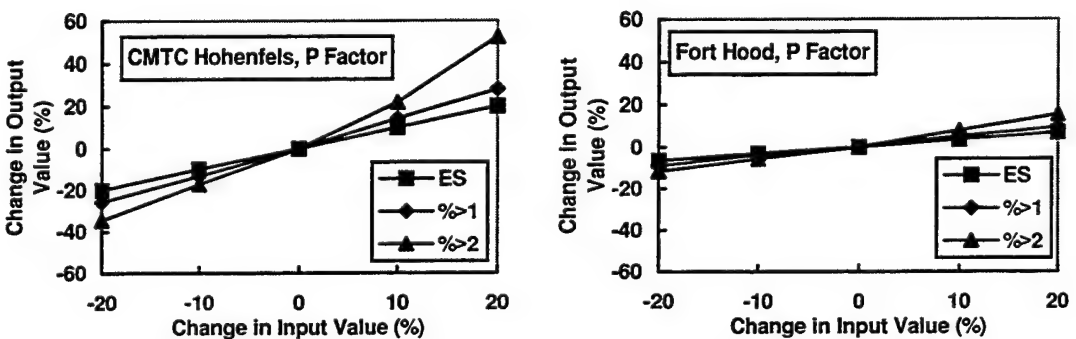 60
40
20
0
-20
-40
-60
Change in Output
Value (%)
CMTC Hohenfels, P Factor
ES
%>1
%>2
-20 -10 0 10 20
Change in Input Value (%)
60
40
20
0
-20
-40
-60
Change in Output
Value (%)
Fort Hood, P Factor
ES
%>1
%>2
-20 -10 0 10 20
Change in Input Value (%)